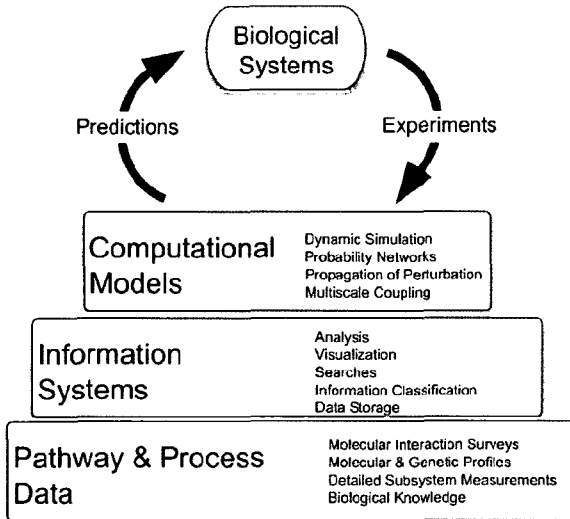 Biological
Systems
Predictions
Experiments
Computational
Models
Dynamic Simulation
Probability Networks
Propagation of Perturbation
Multiscale Coupling
Information
Systems
Analysis
Visualization
Searches
Information Classification
Data Storage
Pathway & Process
Data
Molecular Interaction Surveys
Molecular & Genetic Profiles
Detailed Subsystem Measurements
Biological Knowledge